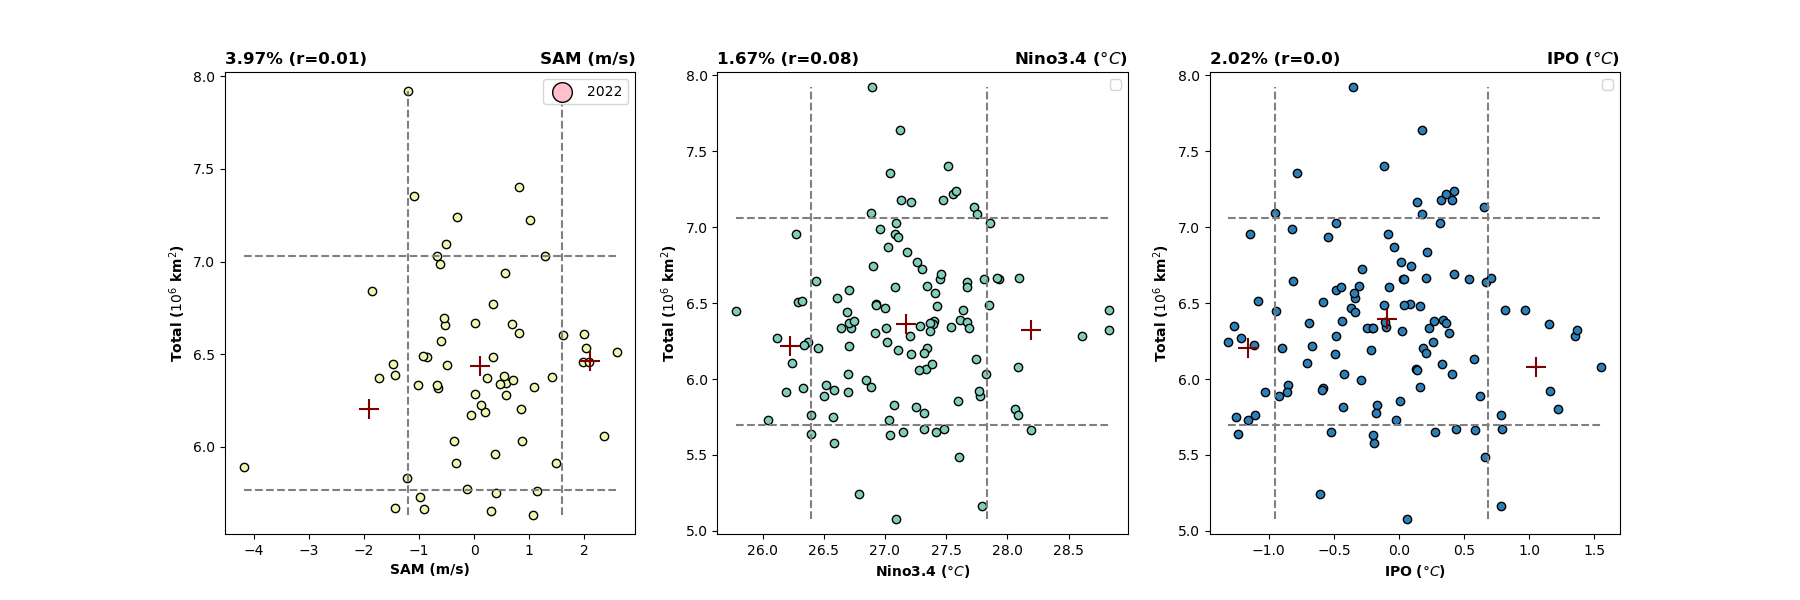 3.97% (r=0.01) SAM (m/s)
8.0
7.5
7.0
6.5
6.0
Total (10⁶ km²)
2022
−4 −3 −2 −1 0 1 2
SAM (m/s)
1.67% (r=0.08) Nino3.4 (°C)
8.0
7.5
7.0
6.5
6.0
5.5
5.0
Total (10⁶ km²)
26.0 26.5 27.0 27.5 28.0 28.5
Nino3.4 (°C)
2.02% (r=0.0) IPO (°C)
8.0
7.5
7.0
6.5
6.0
5.5
5.0
Total (10⁶ km²)
−1.0 −0.5 0.0 0.5 1.0 1.5
IPO (°C)